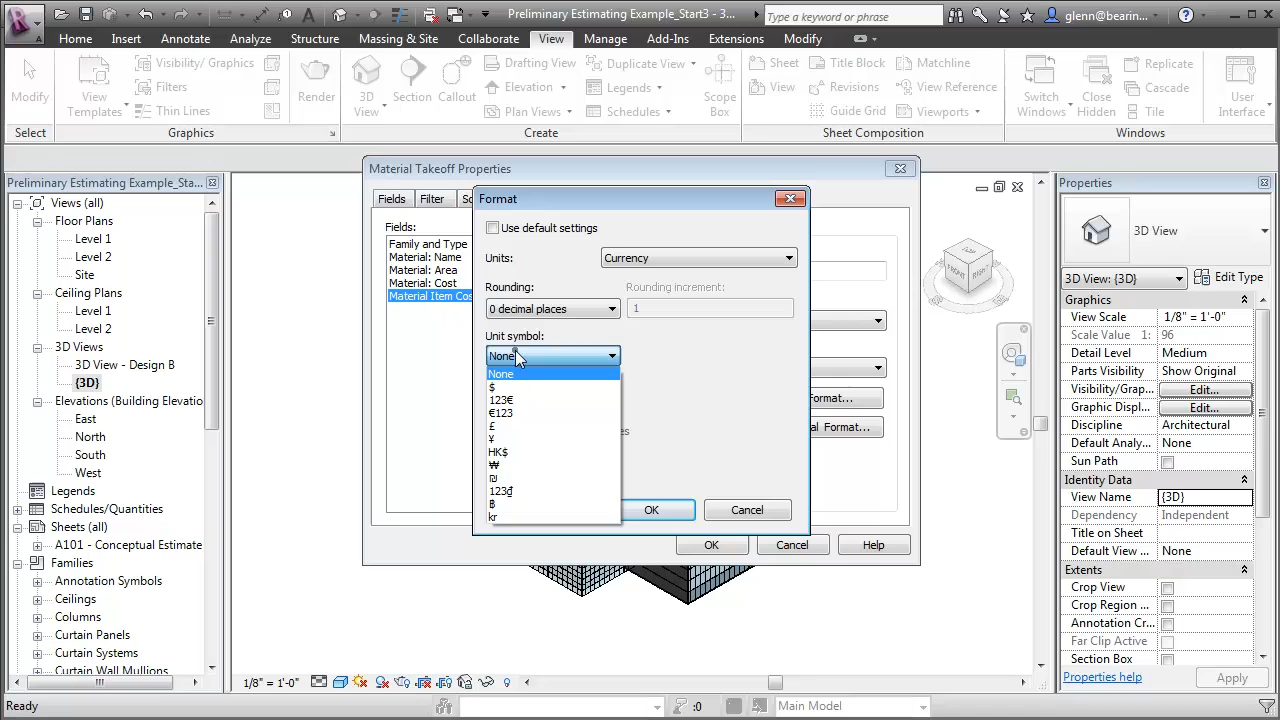 Preliminary Estimating Example_Start3 - 3...
Type a keyword or phrase
glenn@bearin...
Home Insert Annotate Analyze Structure Massing & Site Collaborate View Manage Add-Ins Extensions Modify
Modify
View
Templates
Visibility/ Graphics
Filters
Thin Lines
Render
3D
View
Section
Callout
Drafting View
Elevation
Plan Views
Duplicate View
Legends
Schedules
Scope
Box
Sheet
View
Title Block
Revisions
Guide Grid
Matchline
View Reference
Viewports
Switch
Windows
Close
Hidden
Replicate
Cascade
Tile
User
Interface
Select Graphics Create Sheet Composition Windows
Preliminary Estimating Example_Sta...
Views (all)
Floor Plans
Level 1
Level 2
Site
Ceiling Plans
Level 1
Level 2
3D Views
3D View - Design B
{3D}
Elevations (Building Elevatio
East
North
South
West
Legends
Schedules/Quantities
Sheets (all)
A101 - Conceptual Estimate
Families
Annotation Symbols
Ceilings
Columns
Curtain Panels
Curtain Systems
Curtain Wall Mullions
Material Takeoff Properties
Fields Filter So
Fields:
Family and Type
Material: Name
Material: Area
Material: Cost
Material Item Cos
Format...
al Format...
OK Cancel Help
Format
Use default settings
Units: Currency
Rounding: Rounding increment:
0 decimal places 1
Unit symbol:
None
None
$
123€
€123
£
¥
HK$
₩
₪
123₫
฿
kr
es
OK Cancel
TOP
FRONT
RIGHT
Properties
3D View
3D View: {3D} Edit Type
Graphics
View Scale 1/8" = 1'-0"
Scale Value 1: 96
Detail Level Medium
Parts Visibility Show Original
Visibility/Grap... Edit...
Graphic Displ... Edit...
Discipline Architectural
Default Analy... None
Sun Path
Identity Data
View Name {3D}
Dependency Independent
Title on Sheet
Default View ... None
Extents
Crop View
Crop Region ...
Annotation Cr...
Far Clip Active
Section Box
Properties help Apply
1/8" = 1'-0"
Ready :0 Main Model